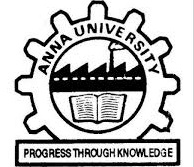 ANNA UNIVERSITY
PROGRESS THROUGH KNOWLEDGE